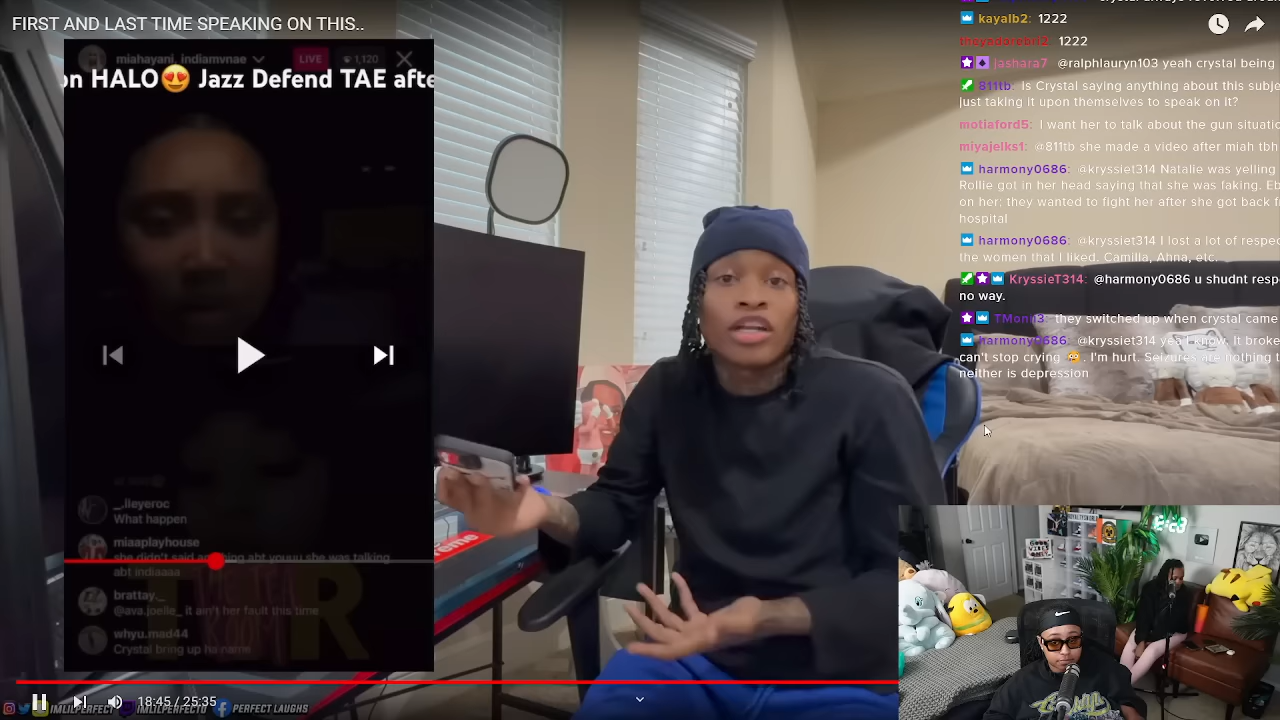 FIRST AND LAST TIME SPEAKING ON THIS..
miahayani, indiamvnae
LIVE
1,120
on HALO😍 Jazz Defend TAE afte
_.lleyeroc
What happen
miaaplayhouse
she didn't said anything abt youuu she was talking
abt indiaaaa
brattay._
@ava.joelle_ it ain't her fault this time
whyu.mad44
Crystal bring up ha name
18:45 / 25:35
IMLILPERFECT
IMLILPERFECTO
PERFECT LAUGHS
kayalb2: 1222
1222
jashara7 @ralphlauryn103 yeah crystal being
811tb: Is Crystal saying anything about this subje
just taking it upon themselves to speak on it?
motiaford5: I want her to talk about the gun situatio
miyajelks1: @811tb she made a video after miah tbh
harmony0686: @kryssiet314 Natalie was yelling
Rollie got in her head saying that she was faking. Eb
on her; they wanted to fight her after she got back f
hospital
harmony0686: @kryssiet314 I lost a lot of respec
the women that I liked. Camilla, Ahna, etc.
KryssieT314: @harmony0686 u shudnt resp
no way.
they switched up when crystal came
harmony0686: @kryssiet314 yea I know. It broke
can't stop crying 😢. I'm hurt. Seizures are nothing t
neither is depression